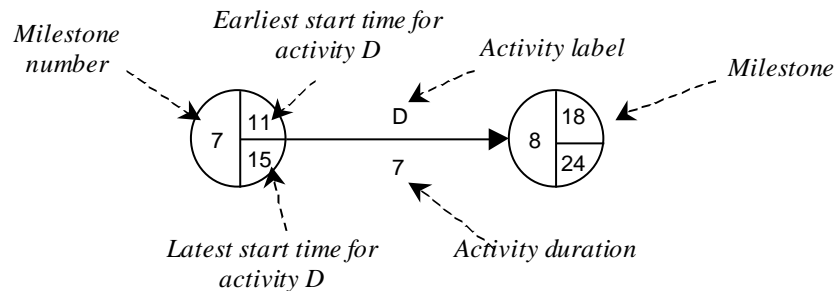 Milestone
number
Earliest start time for
activity D
Activity label
Milestone
7
11
15
D
7
8
18
24
Latest start time for
activity D
Activity duration